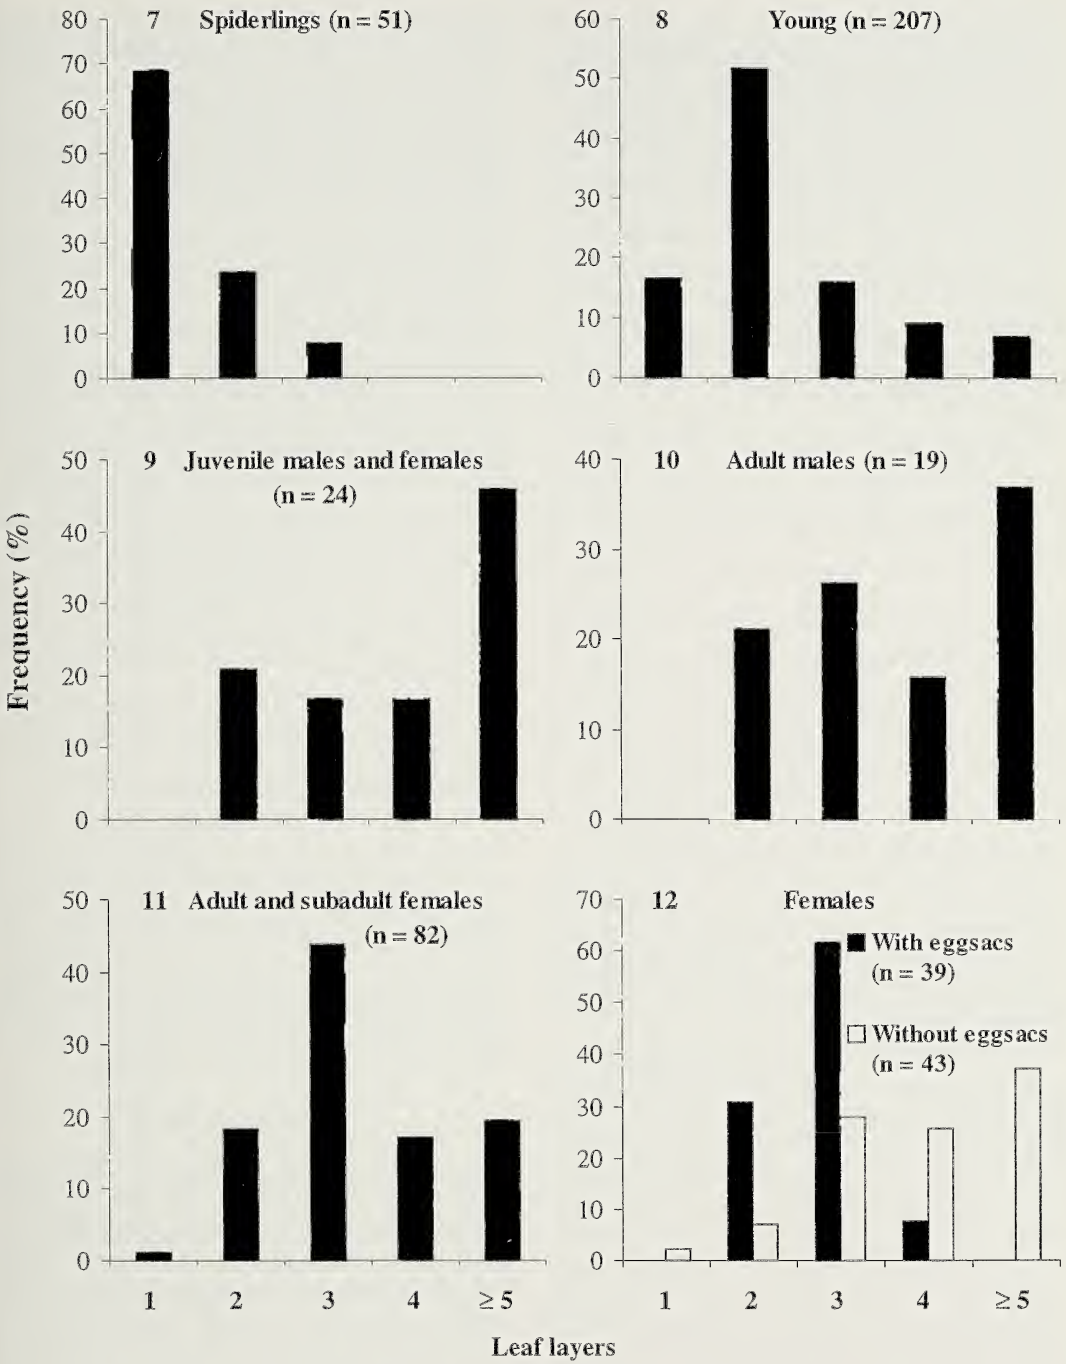 7 Spiderlings (n = 51)
80
70
60
50
40
30
20
10
0
8 Young (n = 207)
60
50
40
30
20
10
0
9 Juvenile males and females
(n = 24)
50
40
30
20
10
0
10 Adult males (n = 19)
40
30
20
10
0
Frequency (%)
11 Adult and subadult females
(n = 82)
50
40
30
20
10
0
1 2 3 4 ≥ 5
12 Females
With eggsacs
(n = 39)
Without eggsacs
(n = 43)
70
60
50
40
30
20
10
0
1 2 3 4 ≥ 5
Leaf layers